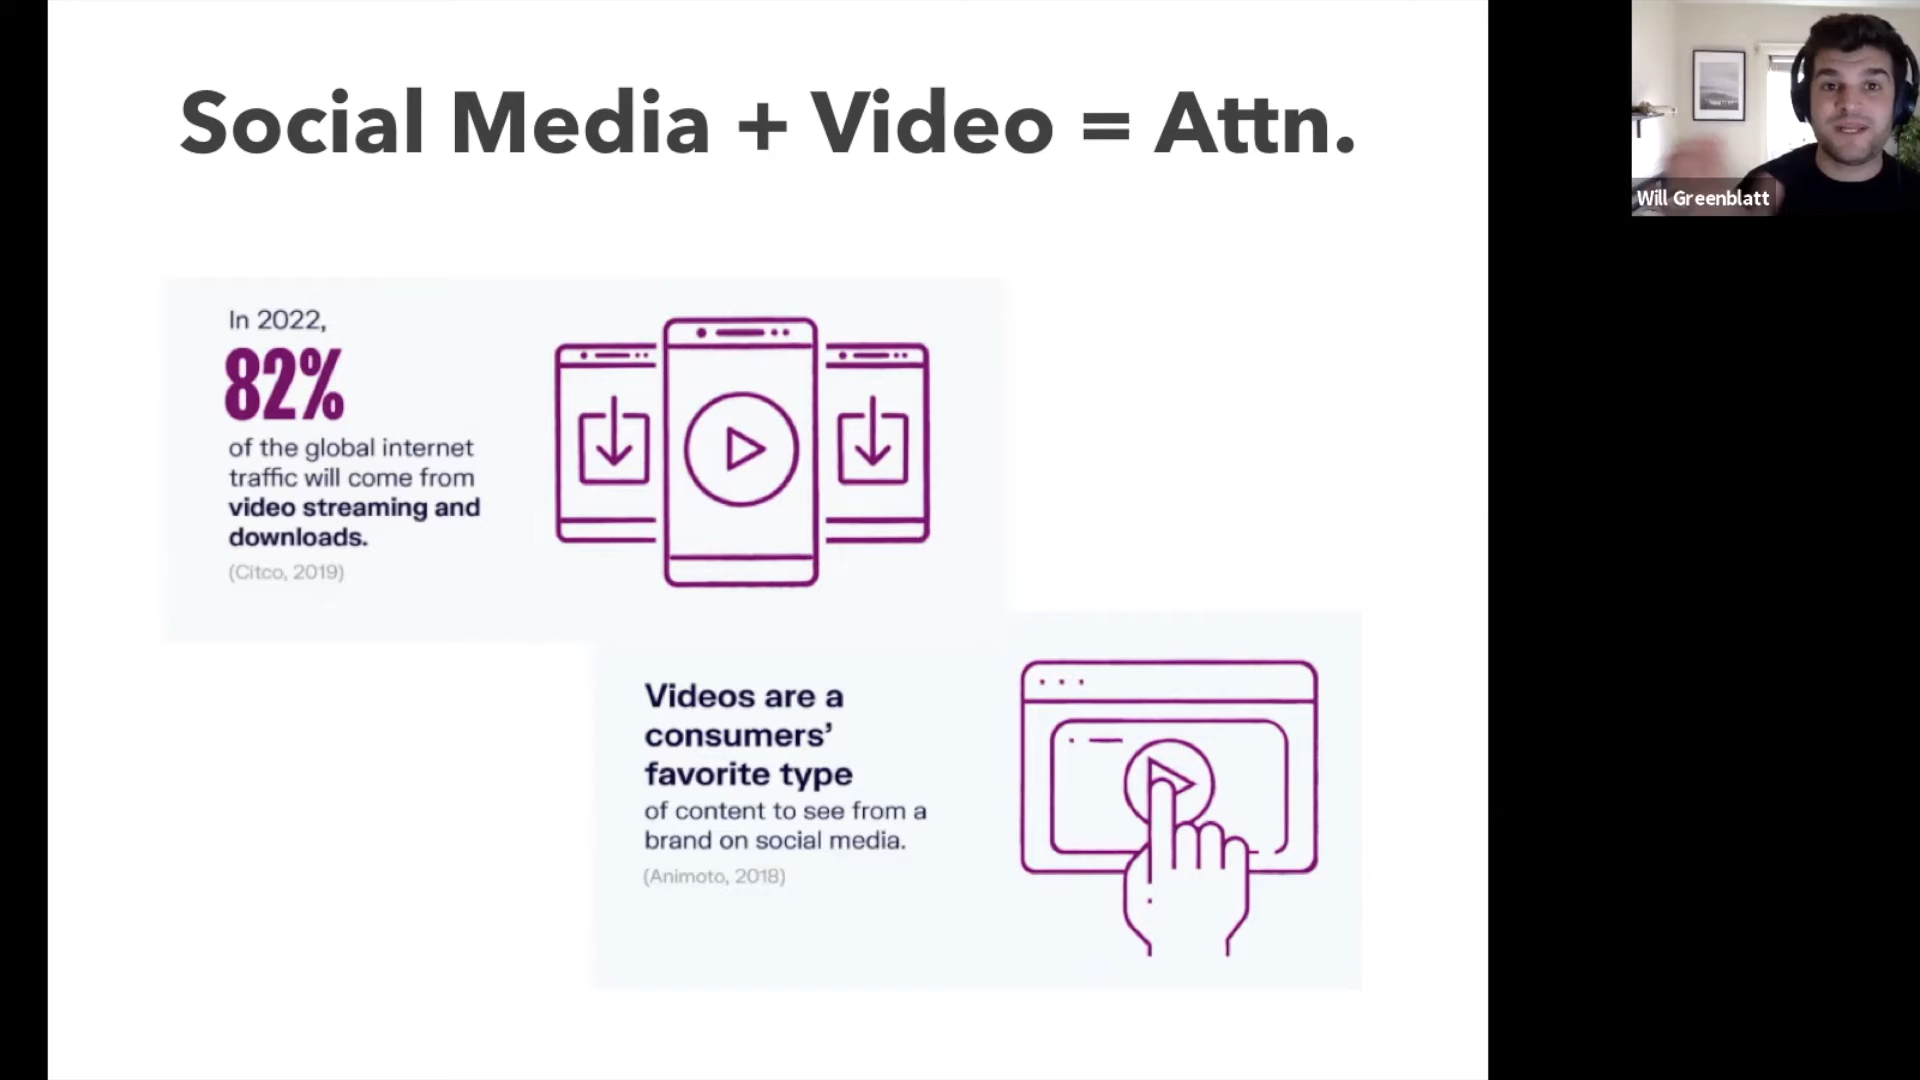 Social Media + Video = Attn.
Will Greenblatt
In 2022,
82%
of the global internet
traffic will come from
video streaming and
downloads.
(Citco, 2019)
Videos are a
consumers’
favorite type
of content to see from a
brand on social media.
(Animoto, 2018)